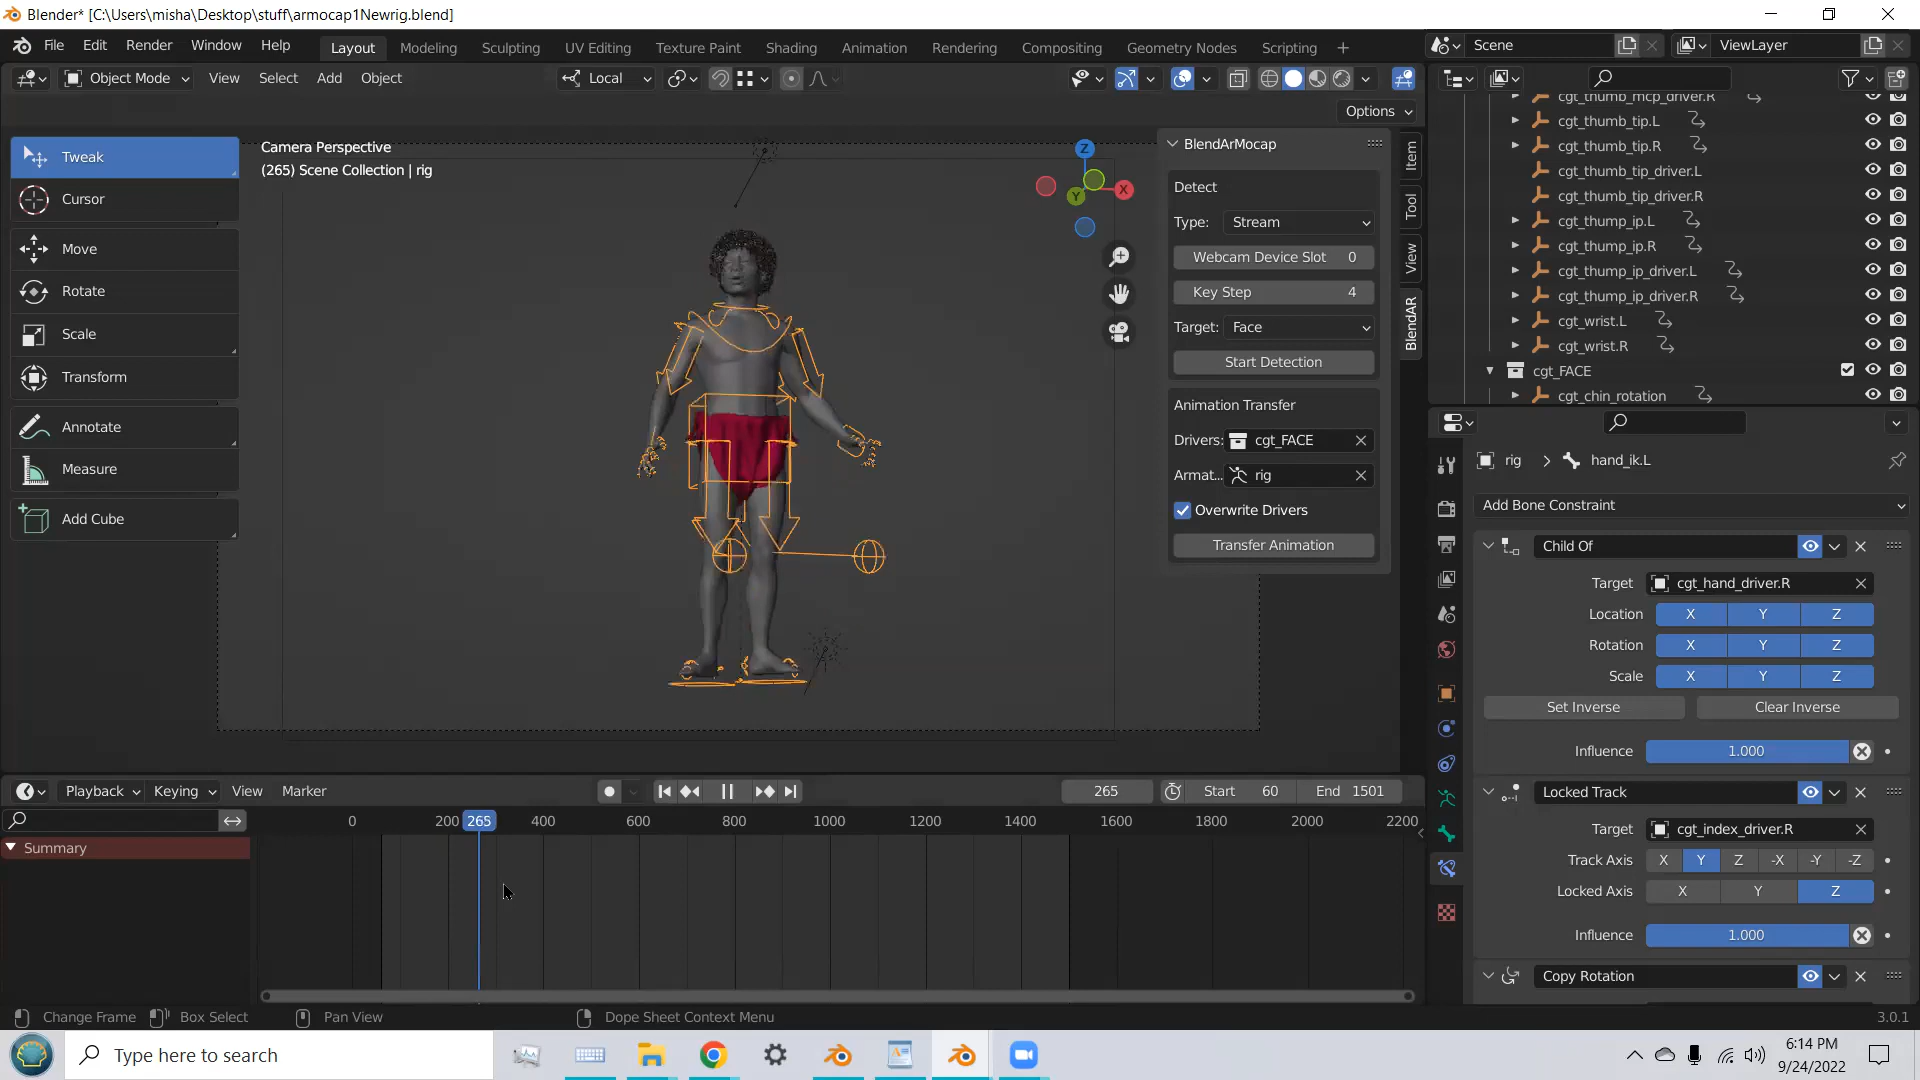 Blender* [C:\Users\misha\Desktop\stuff\armocap1Newrig.blend]
File Edit Render Window Help
Layout Modeling Sculpting UV Editing Texture Paint Shading Animation Rendering Compositing Geometry Nodes Scripting +
Scene
ViewLayer
Object Mode View Select Add Object
Local
Options
Tweak
Cursor
Move
Rotate
Scale
Transform
Annotate
Measure
Add Cube
Camera Perspective
(265) Scene Collection | rig
Z
X
Y
BlendArMocap
Detect
Type: Stream
Webcam Device Slot 0
Key Step 4
Target: Face
Start Detection
Animation Transfer
Drivers: cgt_FACE
Armat... rig
Overwrite Drivers
Transfer Animation
Item
Tool
View
BlendAR
cgt_thumb_mcp_driver.R
cgt_thumb_tip.L
cgt_thumb_tip.R
cgt_thumb_tip_driver.L
cgt_thumb_tip_driver.R
cgt_thump_ip.L
cgt_thump_ip.R
cgt_thump_ip_driver.L
cgt_thump_ip_driver.R
cgt_wrist.L
cgt_wrist.R
cgt_FACE
cgt_chin_rotation
rig > hand_ik.L
Add Bone Constraint
Child Of
Target cgt_hand_driver.R
Location X Y Z
Rotation X Y Z
Scale X Y Z
Set Inverse Clear Inverse
Influence 1.000
Locked Track
Target cgt_index_driver.R
Track Axis X Y Z -X -Y -Z
Locked Axis X Y Z
Influence 1.000
Copy Rotation
Playback Keying View Marker
265 Start 60 End 1501
0 200 265 400 600 800 1000 1200 1400 1600 1800 2000 2200
Summary
Change Frame Box Select Pan View Dope Sheet Context Menu 3.0.1
Type here to search
6:14 PM
9/24/2022